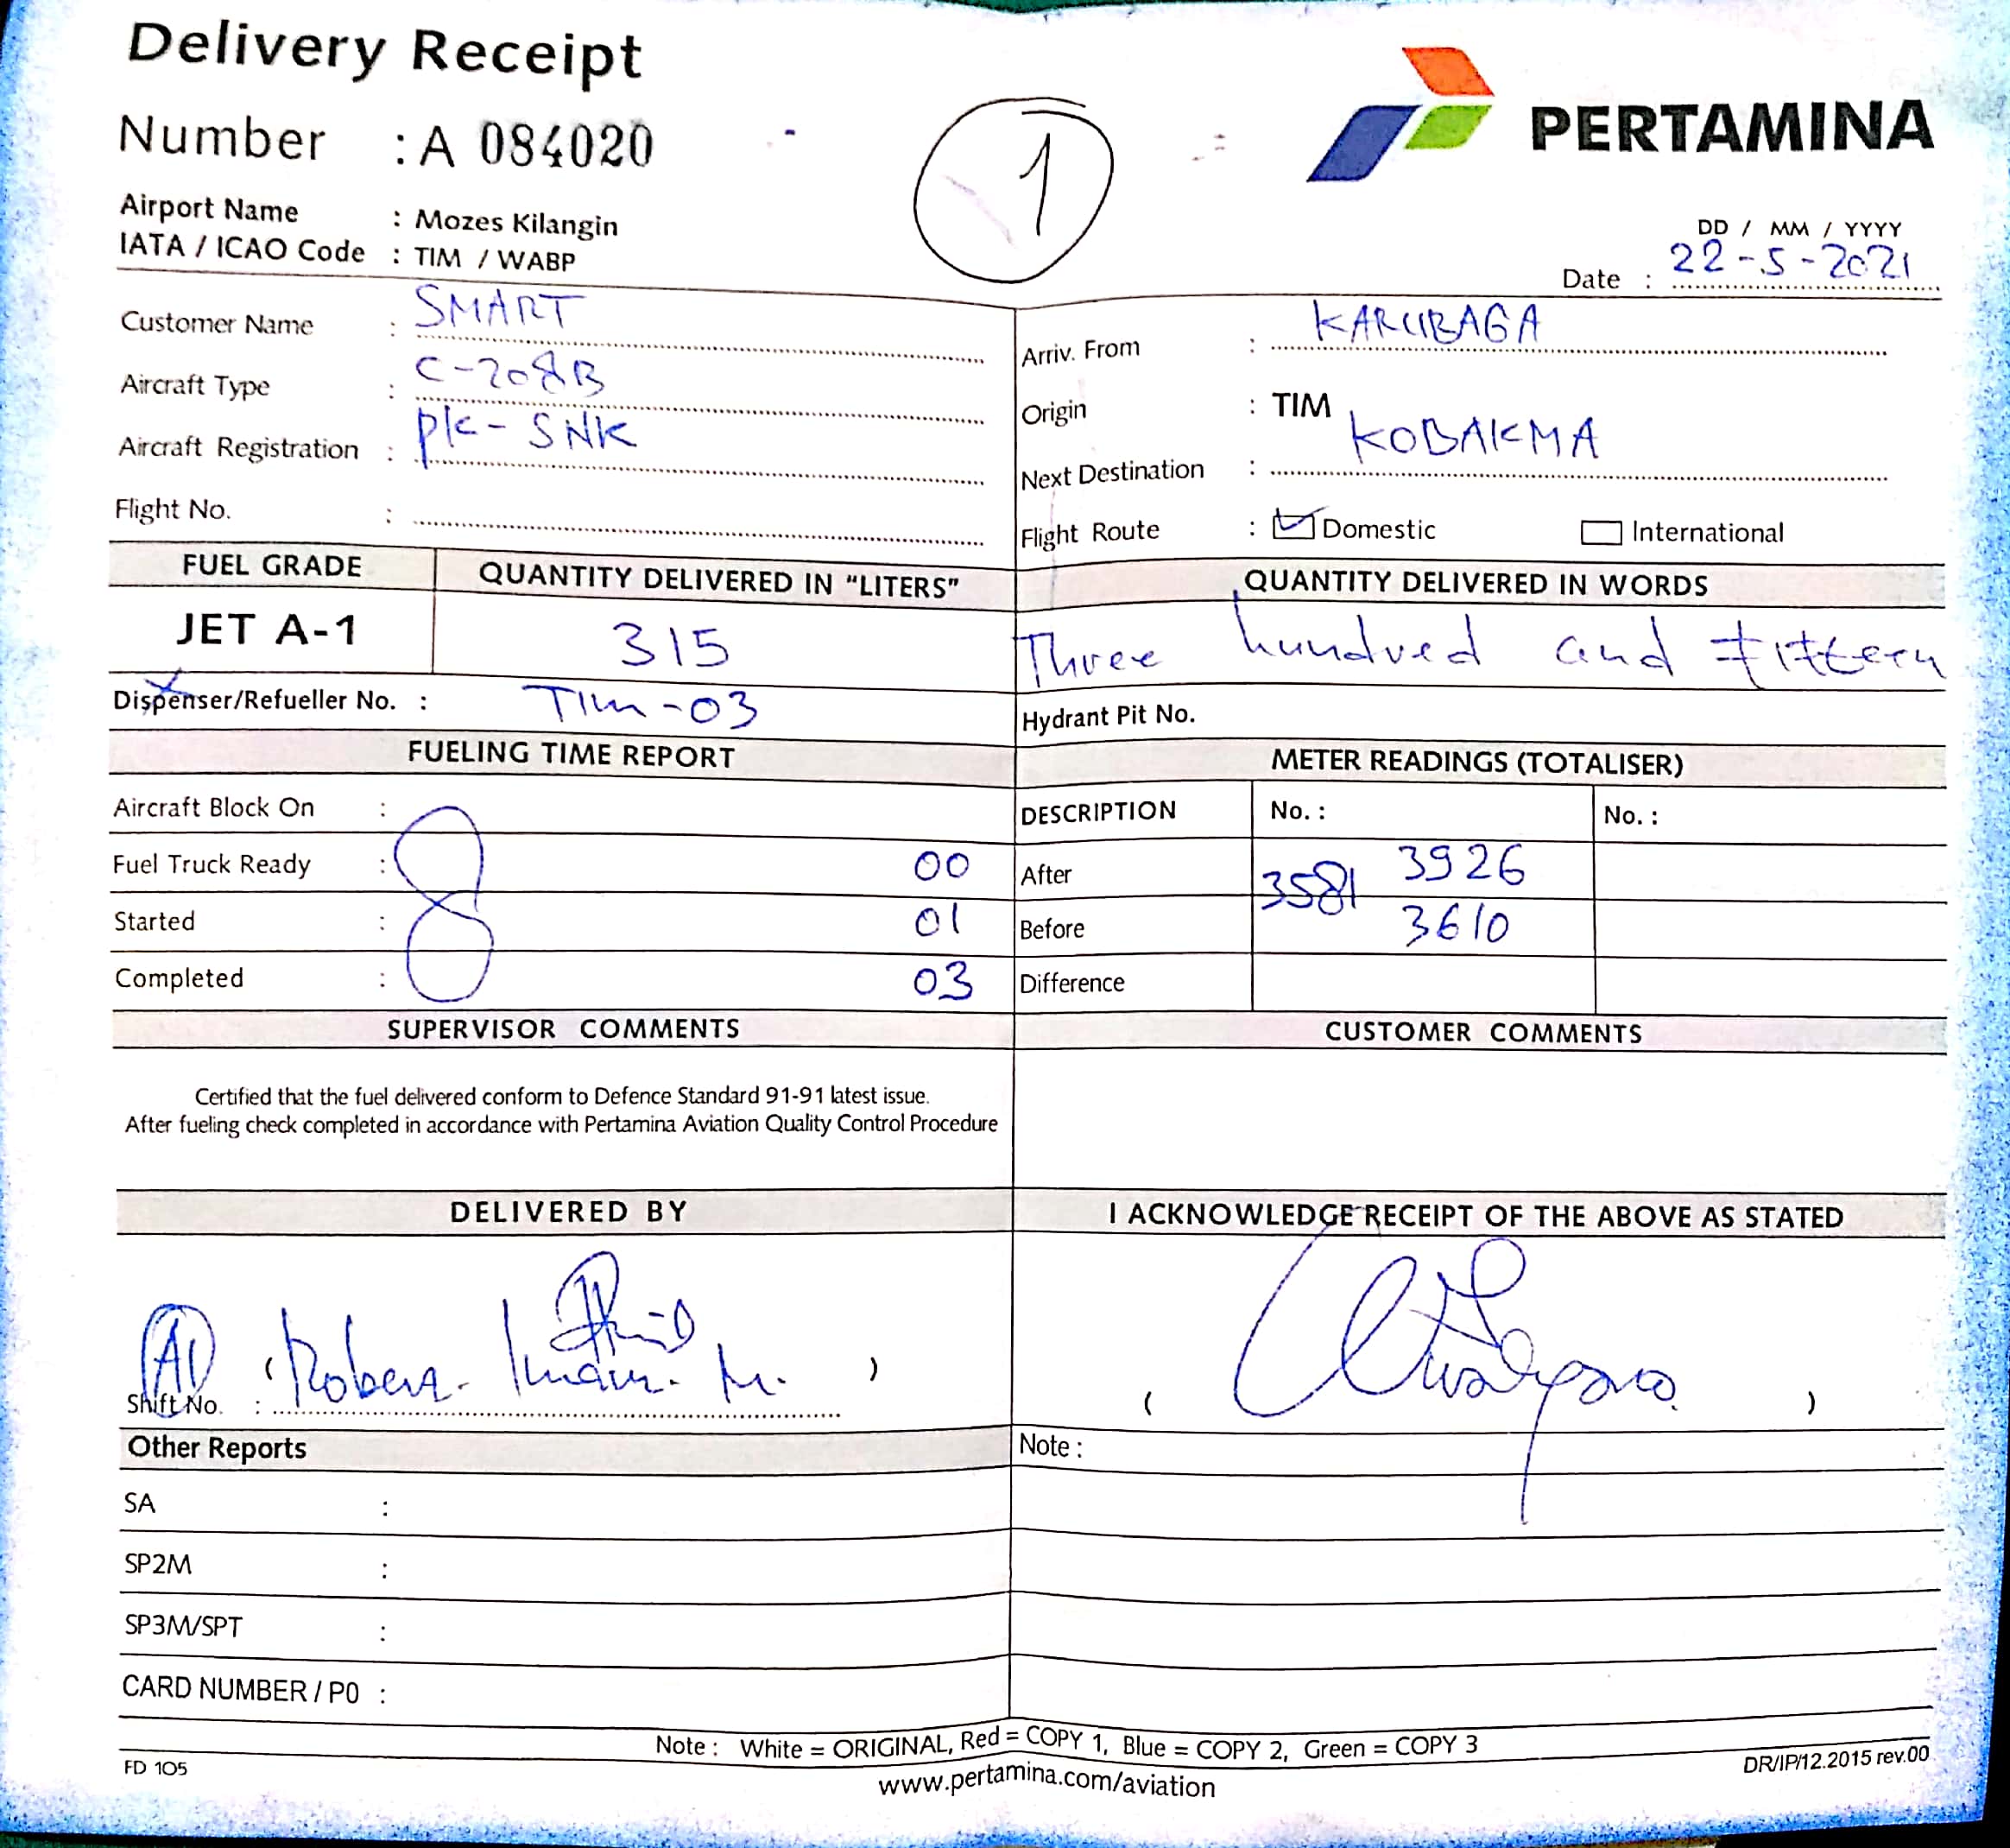 Delivery Receipt
Number : A 084020
1
PERTAMINA
Airport Name : Mozes Kilangin
IATA / ICAO Code : TIM / WABP
DD / MM / YYYY
Date : 22-5-2021
Customer Name : SMART
Aircraft Type : C-208B
Aircraft Registration : PK-SNK
Flight No. :
Arriv. From : KARUBAGA
Origin : TIM
Next Destination : KOBAKMA
Flight Route : Domestic International
FUEL GRADE QUANTITY DELIVERED IN "LITERS" QUANTITY DELIVERED IN WORDS
JET A-1 315 Three hundred and fifteen
Dispenser/Refueller No. : TIM-03 Hydrant Pit No.
FUELING TIME REPORT METER READINGS (TOTALISER)
Aircraft Block On : DESCRIPTION No. : No. :
Fuel Truck Ready : 8 00 After 3581 3926
Started : 01 Before 3610
Completed : 03 Difference
SUPERVISOR COMMENTS CUSTOMER COMMENTS
Certified that the fuel delivered conform to Defence Standard 91-91 latest issue.
After fueling check completed in accordance with Pertamina Aviation Quality Control Procedure
DELIVERED BY I ACKNOWLEDGE RECEIPT OF THE ABOVE AS STATED
Shift No. : ( ) ( )
Other Reports Note :
SA :
SP2M :
SP3M/SPT :
CARD NUMBER / P0 :
Note : White = ORIGINAL, Red = COPY 1, Blue = COPY 2, Green = COPY 3
FD 105 www.pertamina.com/aviation DR/IP/12.2015 rev.00